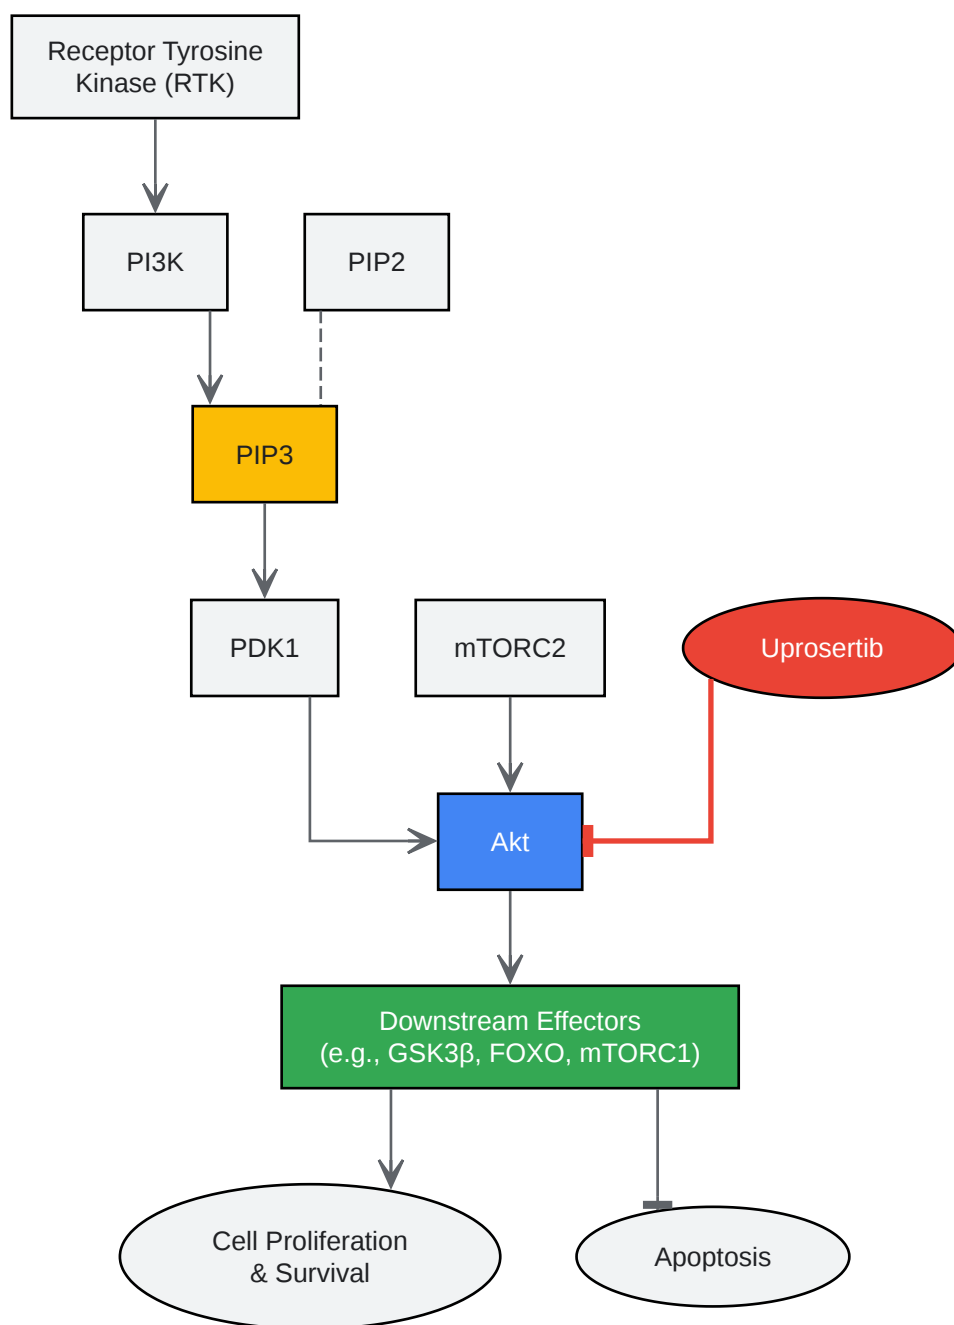 Receptor Tyrosine
Kinase (RTK)
PI3K
PIP2
PIP3
PDK1
mTORC2
Uprosertib
Akt
Downstream Effectors
(e.g., GSK3β, FOXO, mTORC1)
Cell Proliferation
& Survival
Apoptosis